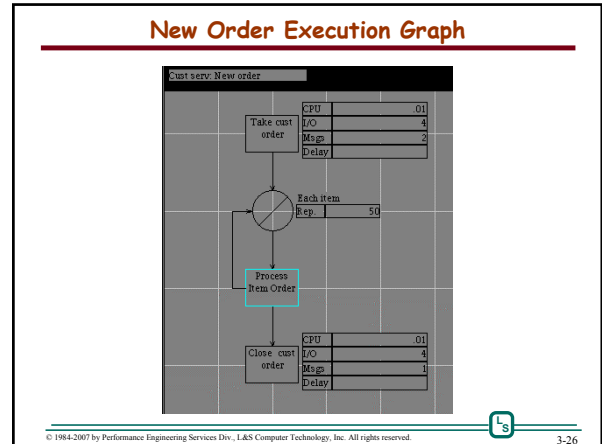 New Order Execution Graph
Cust serv: New order
Take cust
order
CPU .01
I/O 4
Msgs 2
Delay
Each item
Rep. 50
Process
Item Order
Close cust
order
CPU .01
I/O 4
Msgs 1
Delay
© 1984-2007 by Performance Engineering Services Div., L&S Computer Technology, Inc. All rights reserved.
L
S
3-26